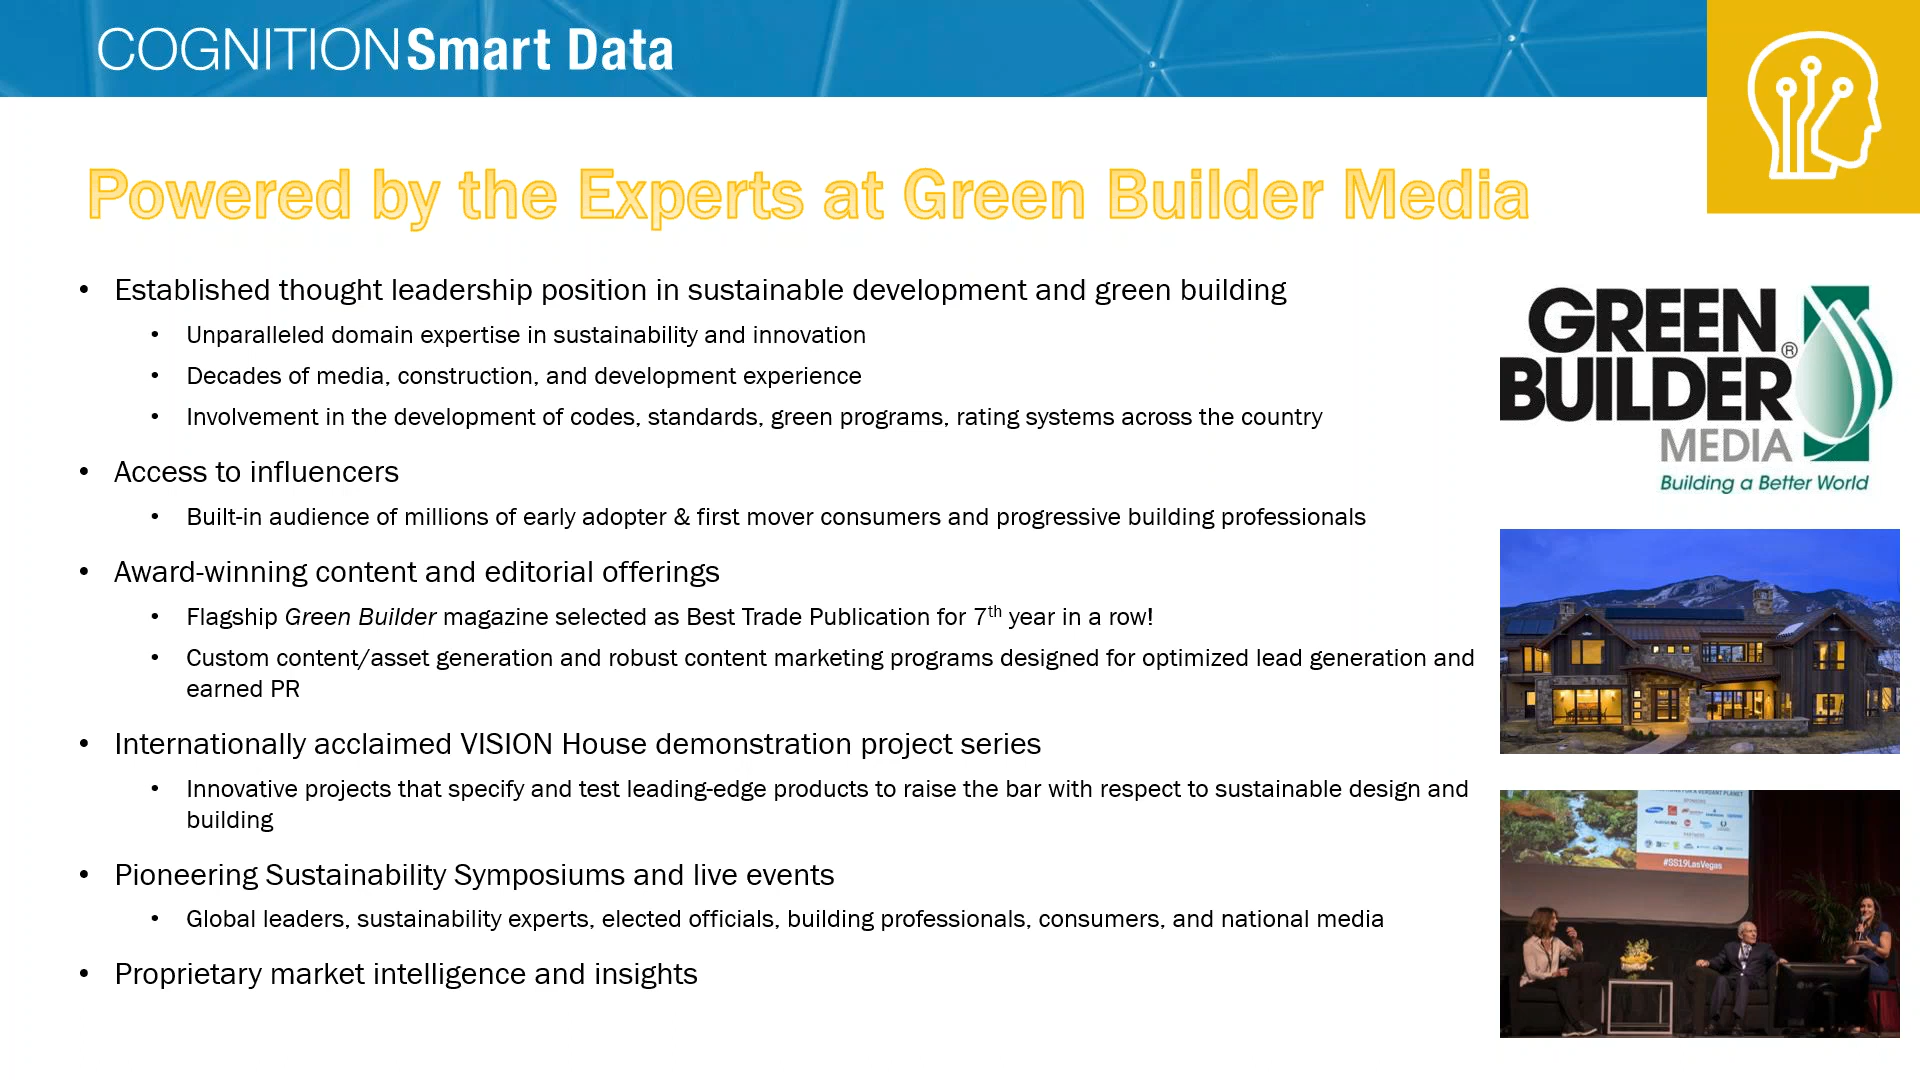 COGNITION Smart Data
Powered by the Experts at Green Builder Media
• Established thought leadership position in sustainable development and green building
• Unparalleled domain expertise in sustainability and innovation
• Decades of media, construction, and development experience
• Involvement in the development of codes, standards, green programs, rating systems across the country
• Access to influencers
• Built-in audience of millions of early adopter & first mover consumers and progressive building professionals
• Award-winning content and editorial offerings
• Flagship Green Builder magazine selected as Best Trade Publication for 7th year in a row!
• Custom content/asset generation and robust content marketing programs designed for optimized lead generation and
earned PR
• Internationally acclaimed VISION House demonstration project series
• Innovative projects that specify and test leading-edge products to raise the bar with respect to sustainable design and
building
• Pioneering Sustainability Symposiums and live events
• Global leaders, sustainability experts, elected officials, building professionals, consumers, and national media
• Proprietary market intelligence and insights
GREEN
BUILDER®
MEDIA
Building a Better World
FOR A VERDANT PLANET
SPONSORS
PARTNERS
#SS19LasVegas
LG